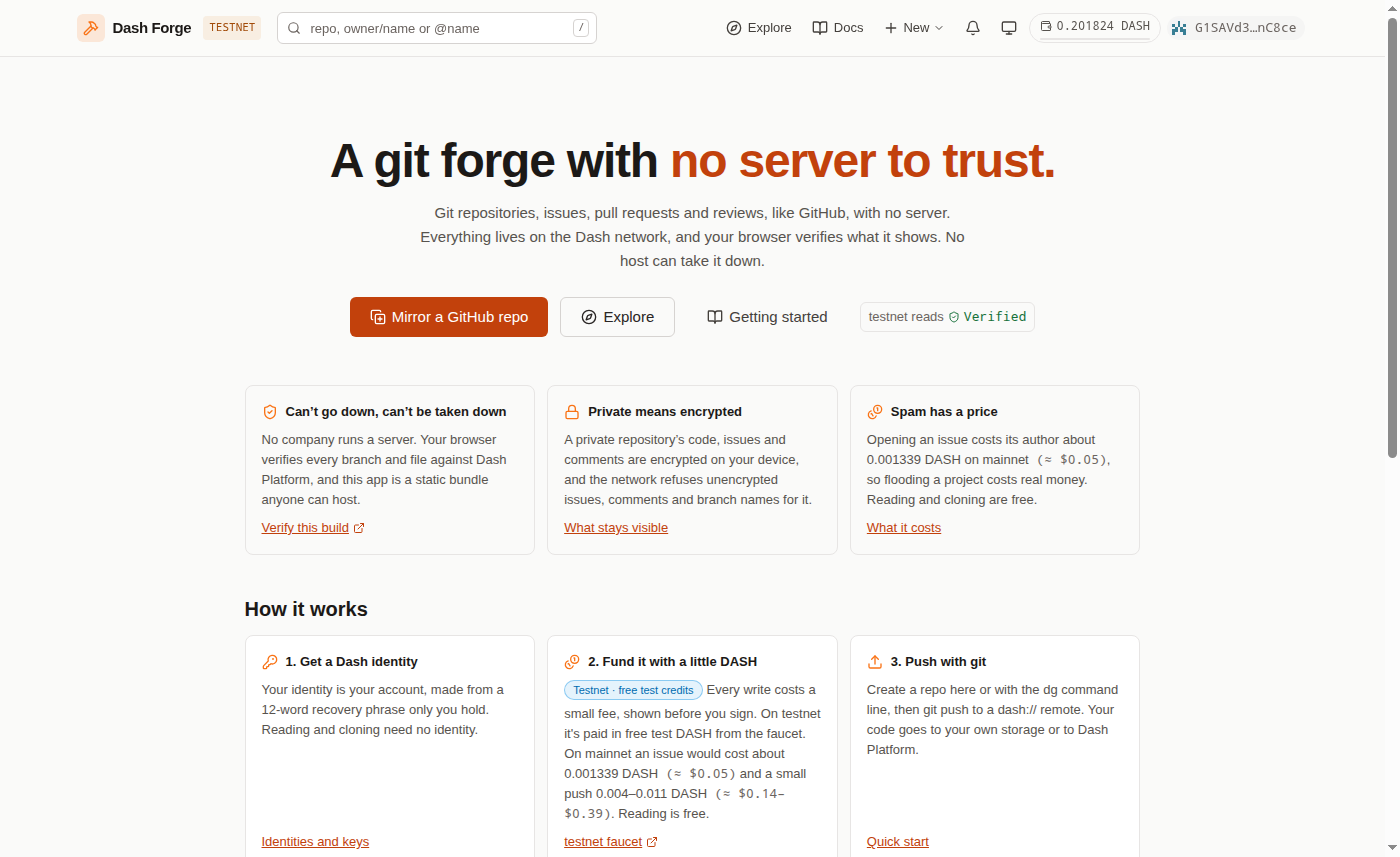 Dash Forge TESTNET repo, owner/name or @name / Explore Docs New 0.201824 DASH G1SAVd3…nC8ce
A git forge with no server to trust.
Git repositories, issues, pull requests and reviews, like GitHub, with no server.
Everything lives on the Dash network, and your browser verifies what it shows. No
host can take it down.
Mirror a GitHub repo Explore Getting started testnet reads Verified
Can’t go down, can’t be taken down
No company runs a server. Your browser
verifies every branch and file against Dash
Platform, and this app is a static bundle
anyone can host.
Verify this build
Private means encrypted
A private repository’s code, issues and
comments are encrypted on your device,
and the network refuses unencrypted
issues, comments and branch names for it.
What stays visible
Spam has a price
Opening an issue costs its author about
0.001339 DASH on mainnet (≈ $0.05),
so flooding a project costs real money.
Reading and cloning are free.
What it costs
How it works
1. Get a Dash identity
Your identity is your account, made from a
12-word recovery phrase only you hold.
Reading and cloning need no identity.
Identities and keys
2. Fund it with a little DASH
Testnet · free test credits Every write costs a
small fee, shown before you sign. On testnet
it's paid in free test DASH from the faucet.
On mainnet an issue would cost about
0.001339 DASH (≈ $0.05) and a small
push 0.004–0.011 DASH (≈ $0.14–
$0.39). Reading is free.
testnet faucet
3. Push with git
Create a repo here or with the dg command
line, then git push to a dash:// remote. Your
code goes to your own storage or to Dash
Platform.
Quick start